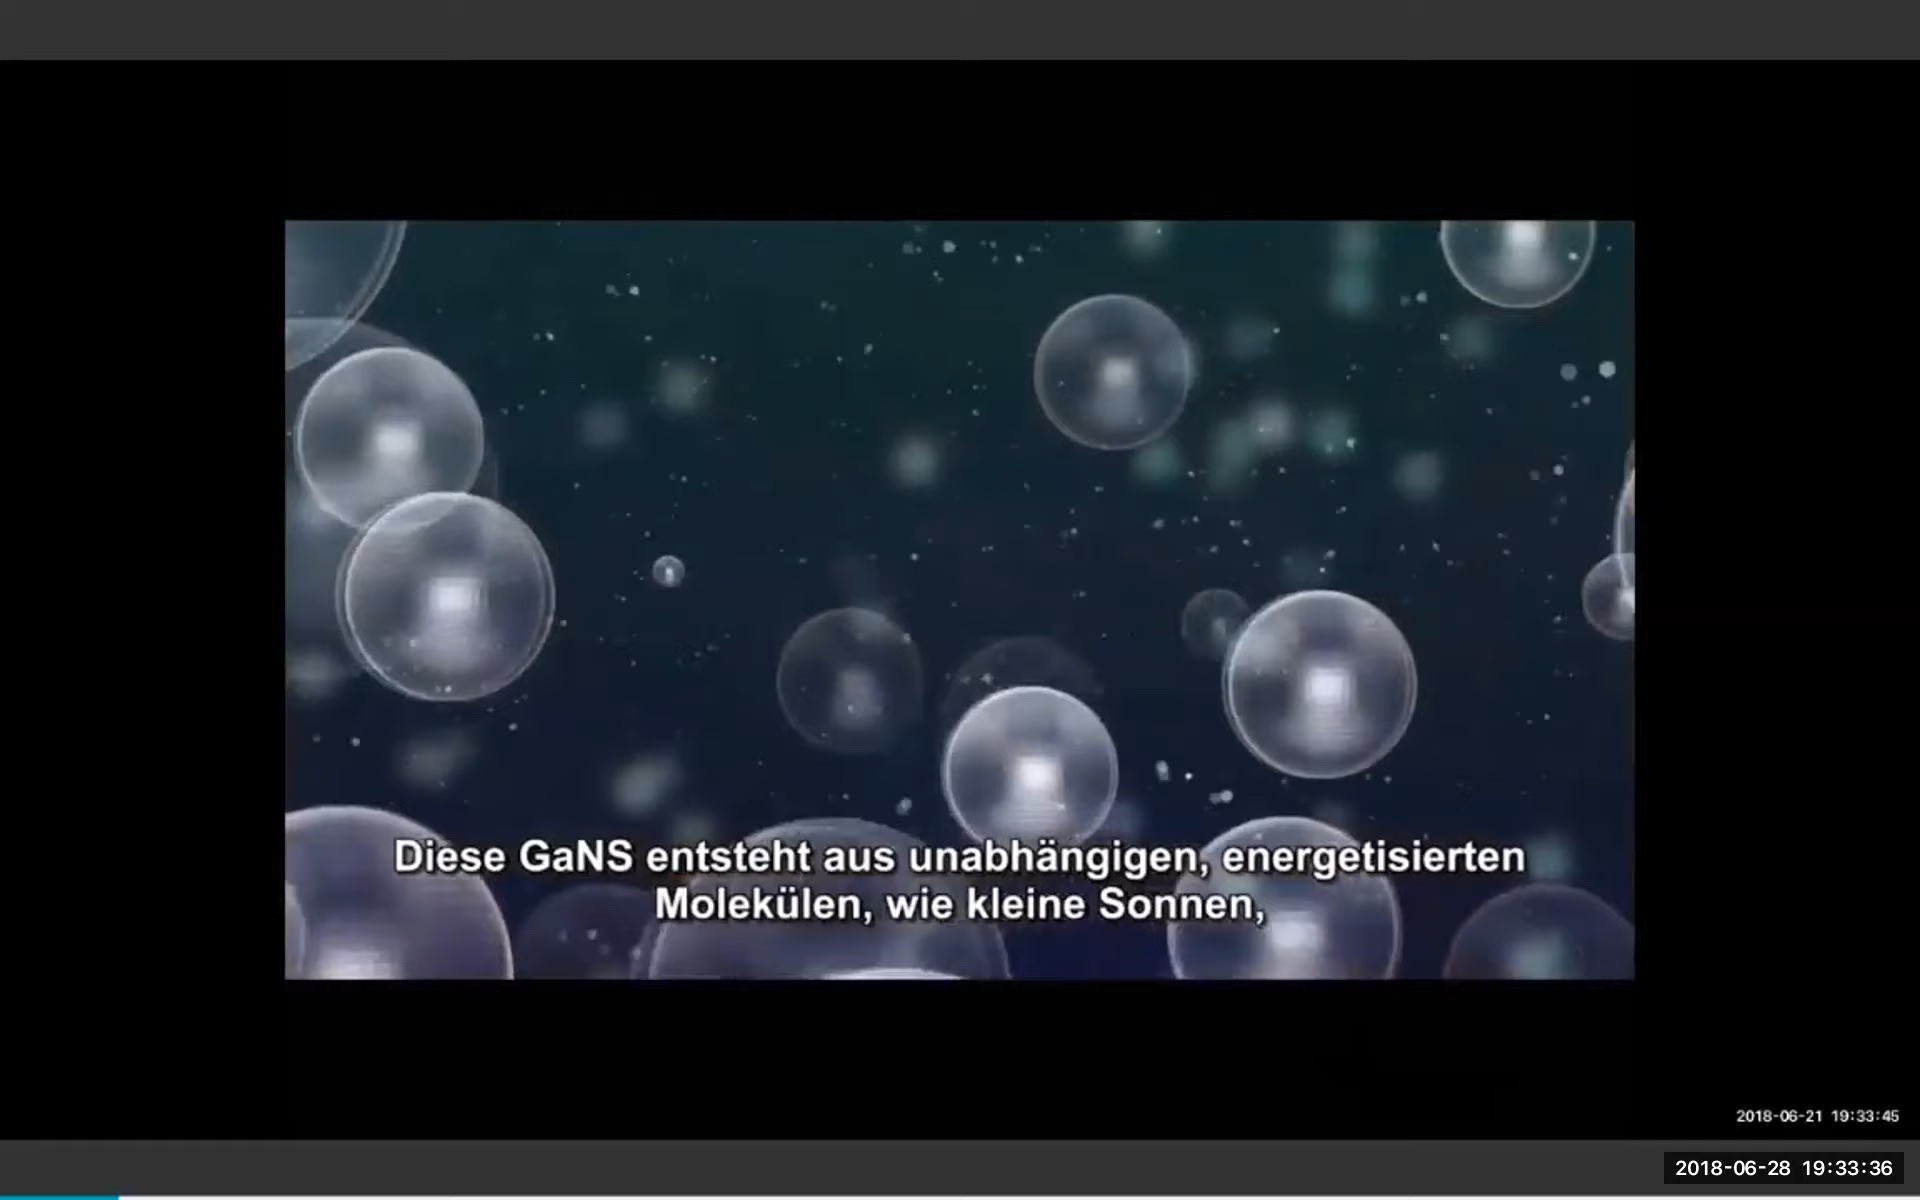 Diese GaNS entsteht aus unabhängigen, energetisierten
Molekülen, wie kleine Sonnen,
2018-06-21 19:33:45
2018-06-28 19:33:36